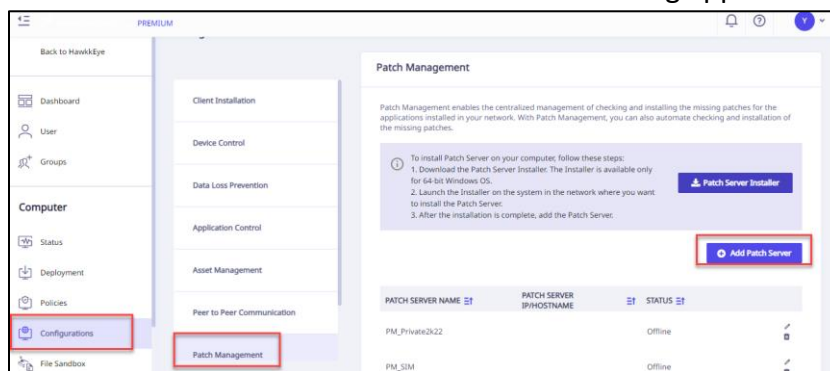 PREMIUM
Y
Back to HawkkEye
Dashboard
User
Groups
Computer
Status
Deployment
Policies
Configurations
File Sandbox
Client Installation
Device Control
Data Loss Prevention
Application Control
Asset Management
Peer to Peer Communication
Patch Management
Patch Management
Patch Management enables the centralized management of checking and installing the missing patches for the
applications installed in your network. With Patch Management, you can also automate checking and installation of
the missing patches.
To install Patch Server on your computer, follow these steps:
1. Download the Patch Server Installer. The Installer is available only
for 64-bit Windows OS.
2. Launch the Installer on the system in the network where you want
to install the Patch Server.
3. After the installation is complete, add the Patch Server.
Patch Server Installer
Add Patch Server
PATCH SERVER NAME
PATCH SERVER
IP/HOSTNAME
STATUS
PM_Private2k22
Offline
PM_SIM
Offline